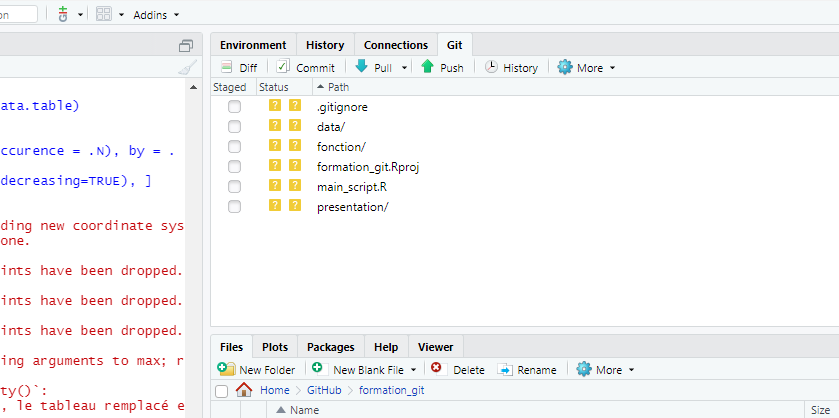 on
Addins
Environment History Connections Git
Diff Commit Pull Push History More
Staged Status Path
? ? .gitignore
? ? data/
? ? fonction/
? ? formation_git.Rproj
? ? main_script.R
? ? presentation/
ata.table)
ccurence = .N), by = .
decreasing=TRUE), ]
ding new coordinate sys
one.
ints have been dropped.
ints have been dropped.
ints have been dropped.
ing arguments to max; r
ty()`:
, le tableau remplacé e
Files Plots Packages Help Viewer
New Folder New Blank File Delete Rename More
Home GitHub formation_git
Name Size